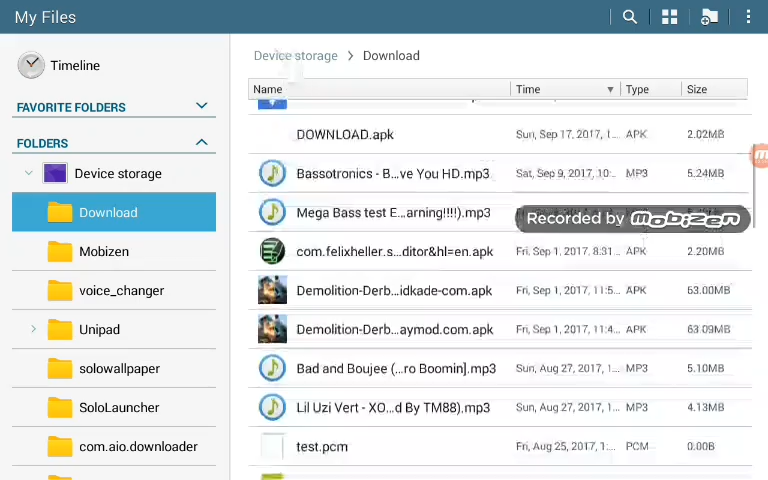 My Files
Timeline
FAVORITE FOLDERS
FOLDERS
Device storage
Download
Mobizen
voice_changer
Unipad
solowallpaper
SoloLauncher
com.aio.downloader
Device storage > Download
Name Time Type Size
DOWNLOAD.apk Sun, Sep 17, 2017, 1... APK 2.02MB
Bassotronics - B...ve You HD.mp3 Sat, Sep 9, 2017, 10:... MP3 5.24MB
Mega Bass test E...arning!!!!).mp3
Recorded by mobizen
com.felixheller.s...ditor&hl=en.apk Fri, Sep 1, 2017, 8:31... APK 2.20MB
Demolition-Derb...idkade-com.apk Fri, Sep 1, 2017, 11:5... APK 63.00MB
Demolition-Derb...aymod.com.apk Fri, Sep 1, 2017, 11:4... APK 63.09MB
Bad and Boujee (...ro Boomin].mp3 Sun, Aug 27, 2017, 1... MP3 5.10MB
Lil Uzi Vert - XO...d By TM88).mp3 Sun, Aug 27, 2017, 1... MP3 4.13MB
test.pcm Fri, Aug 25, 2017, 1:... PCM 0.00B